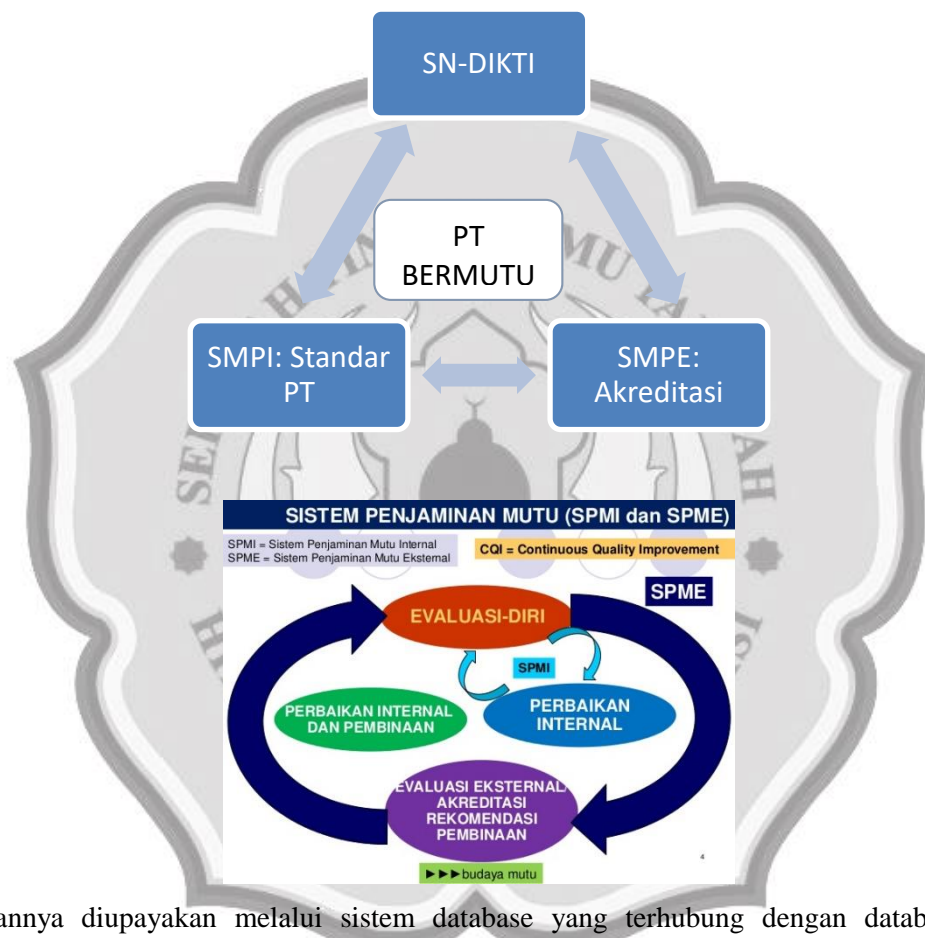 SN-DIKTI
PT
BERMUTU
SMPI: Standar
PT
SMPE:
Akreditasi
SISTEM PENJAMINAN MUTU (SPMI dan SPME)
SPMI = Sistem Penjaminan Mutu Internal
SPME = Sistem Penjaminan Mutu Eksternal
CQI = Continuous Quality Improvement
SPME
EVALUASI-DIRI
SPMI
PERBAIKAN INTERNAL
DAN PEMBINAAN
PERBAIKAN
INTERNAL
EVALUASI EKSTERNAL/
AKREDITASI
REKOMENDASI
PEMBINAAN
4
►►►budaya mutu
annya diupayakan melalui sistem database yang terhubung dengan datab